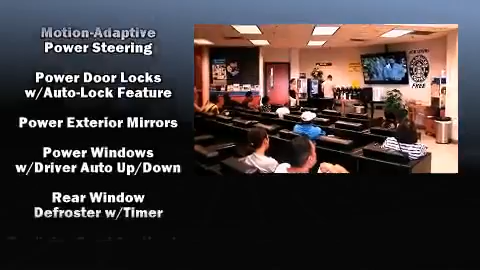 Motion-Adaptive
Power Steering
Power Door Locks
w/Auto-Lock Feature
Power Exterior Mirrors
Power Windows
w/Driver Auto Up/Down
Rear Window
Defroster w/Timer
FREE